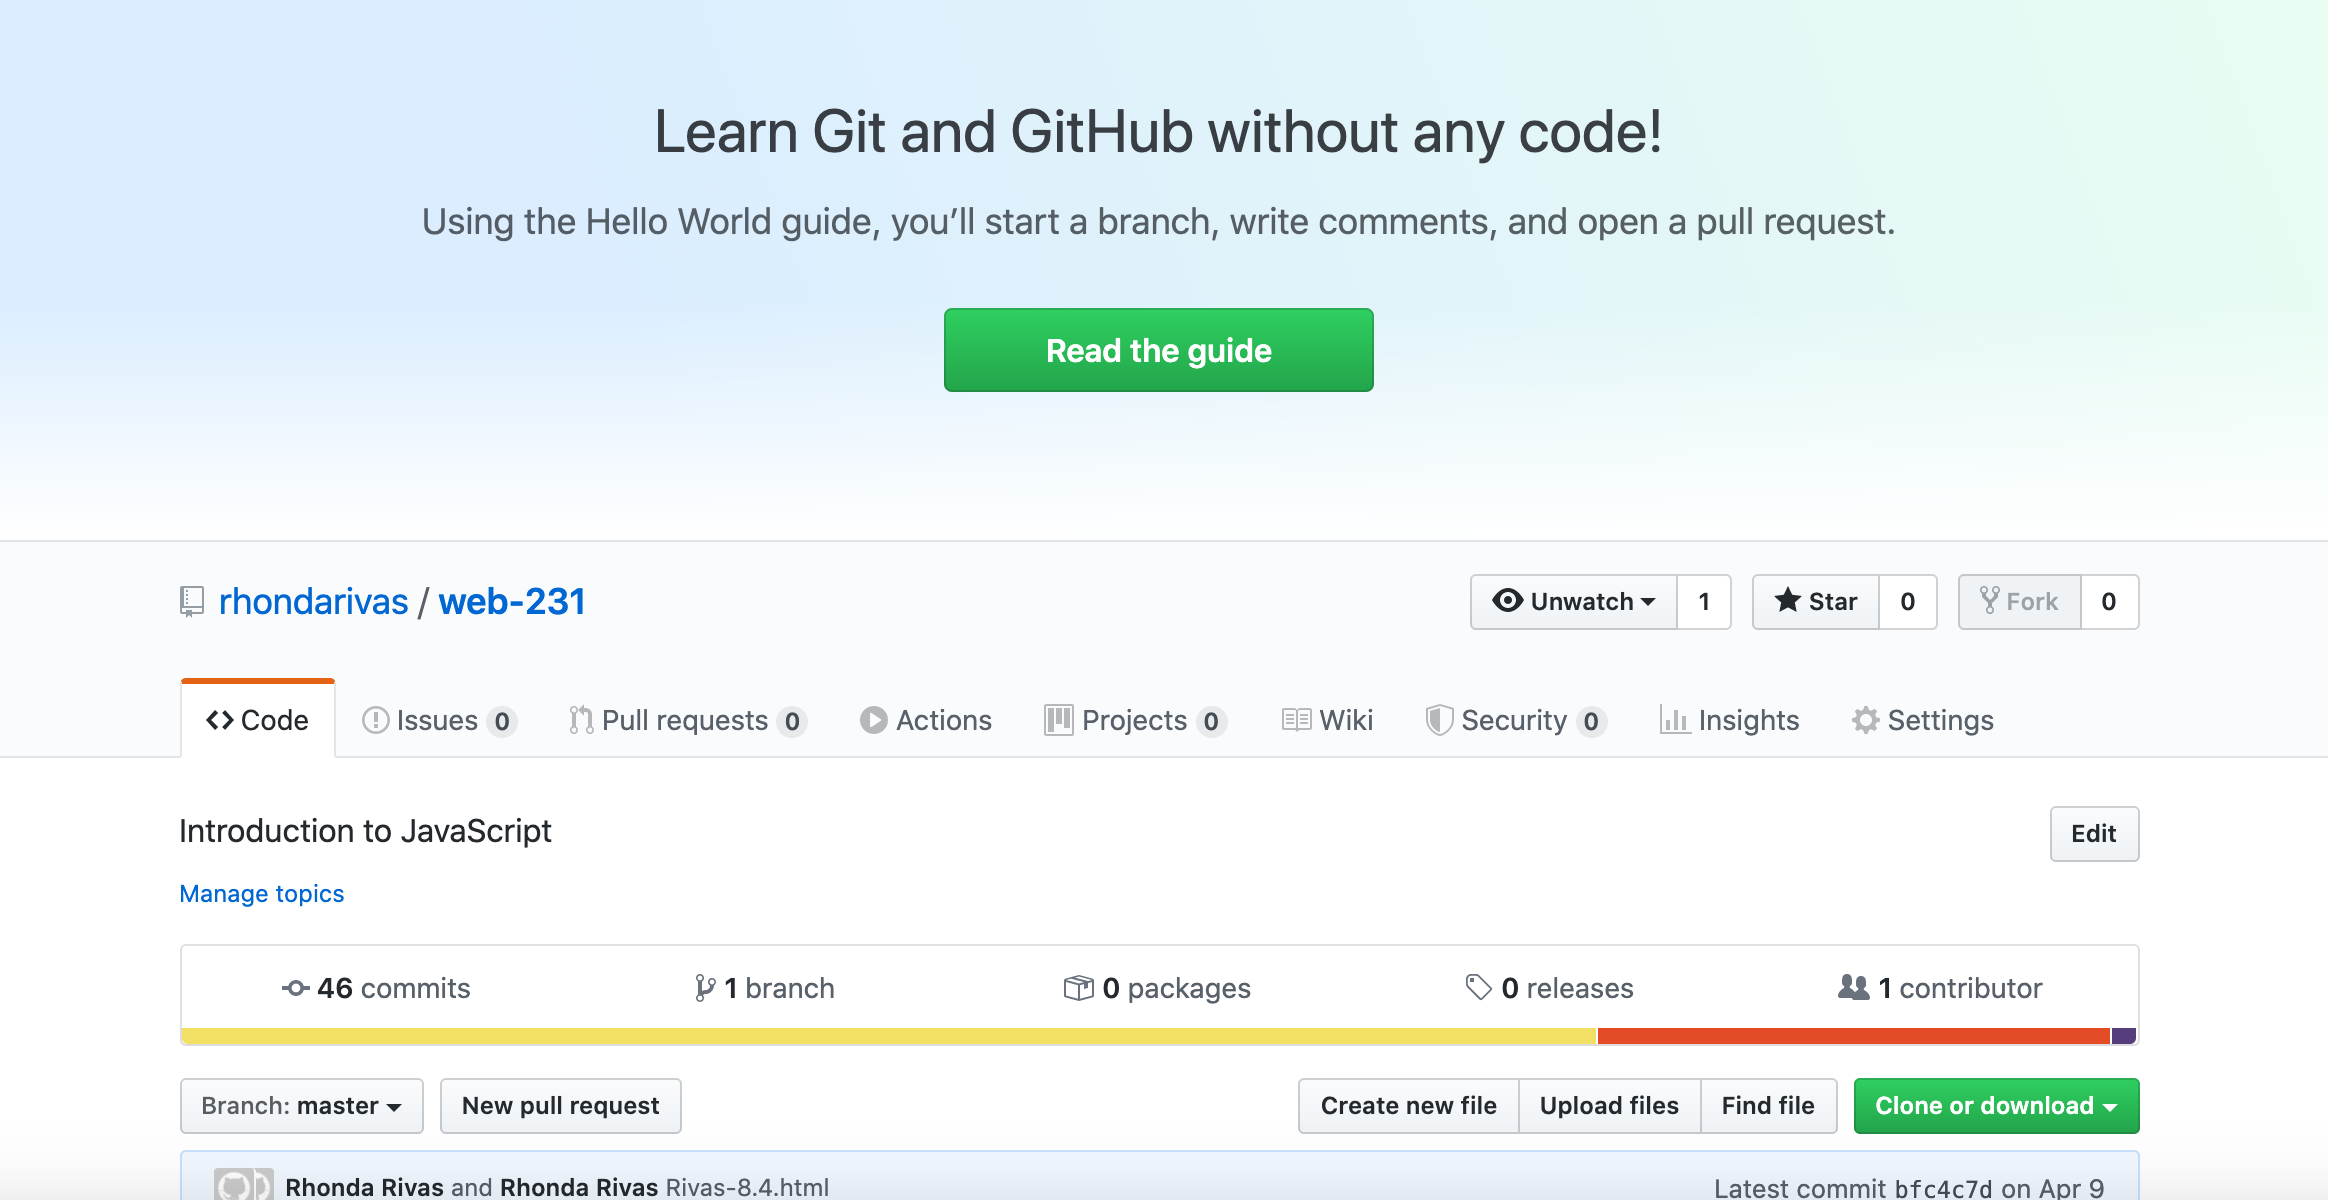 Learn Git and GitHub without any code!
Using the Hello World guide, you’ll start a branch, write comments, and open a pull request.
Read the guide
rhondarivas / web-231
Unwatch 1 Star 0 Fork 0
Code Issues 0 Pull requests 0 Actions Projects 0 Wiki Security 0 Insights Settings
Introduction to JavaScript
Edit
Manage topics
46 commits 1 branch 0 packages 0 releases 1 contributor
Branch: master New pull request Create new file Upload files Find file Clone or download
Rhonda Rivas and Rhonda Rivas Rivas-8.4.html Latest commit bfc4c7d on Apr 9